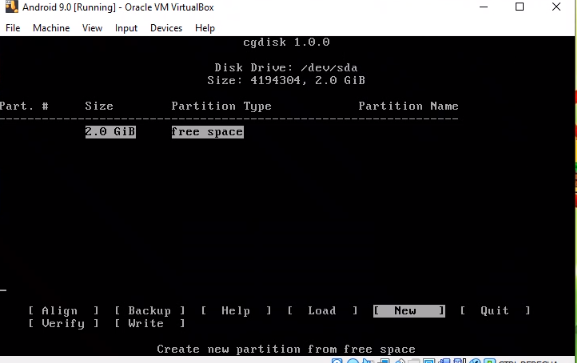 Android 9.0 [Running] - Oracle VM VirtualBox
File Machine View Input Devices Help
cgdisk 1.0.0
Disk Drive: /dev/sda
Size: 4194304, 2.0 GiB
Part. # Size Partition Type Partition Name
----------------------------------------------------------------
2.0 GiB free space
[ Align ] [ Backup ] [ Help ] [ Load ] [ New ] [ Quit ]
[ Verify ] [ Write ]
Create new partition from free space